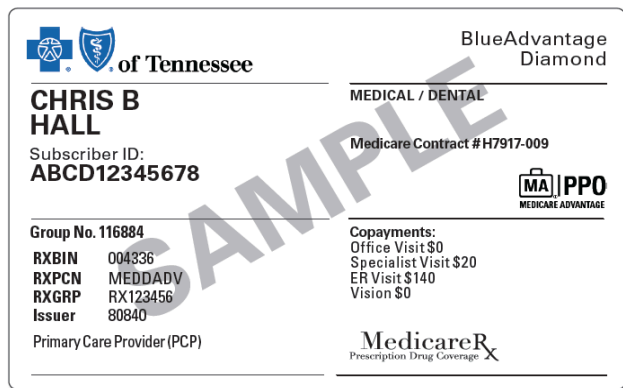 of Tennessee
BlueAdvantage
Diamond
CHRIS B
HALL
Subscriber ID:
ABCD12345678
MEDICAL / DENTAL
Medicare Contract # H7917-009
MA PPO
MEDICARE ADVANTAGE
Group No. 116884
RXBIN 004336
RXPCN MEDDADV
RXGRP RX123456
Issuer 80840
Primary Care Provider (PCP)
Copayments:
Office Visit $0
Specialist Visit $20
ER Visit $140
Vision $0
MedicareRx
Prescription Drug Coverage
SAMPLE